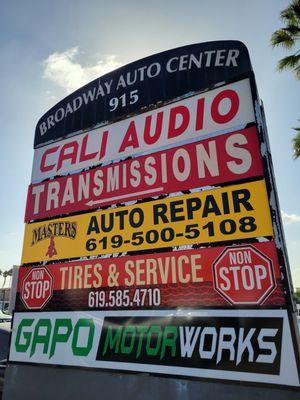 BROADWAY AUTO CENTER
915
CALI AUDIO
TRANSMISSIONS
MASTERS AUTO REPAIR
619-500-5108
NON STOP TIRES & SERVICE NON STOP
619.585.4710
GAPO MOTORWORKS